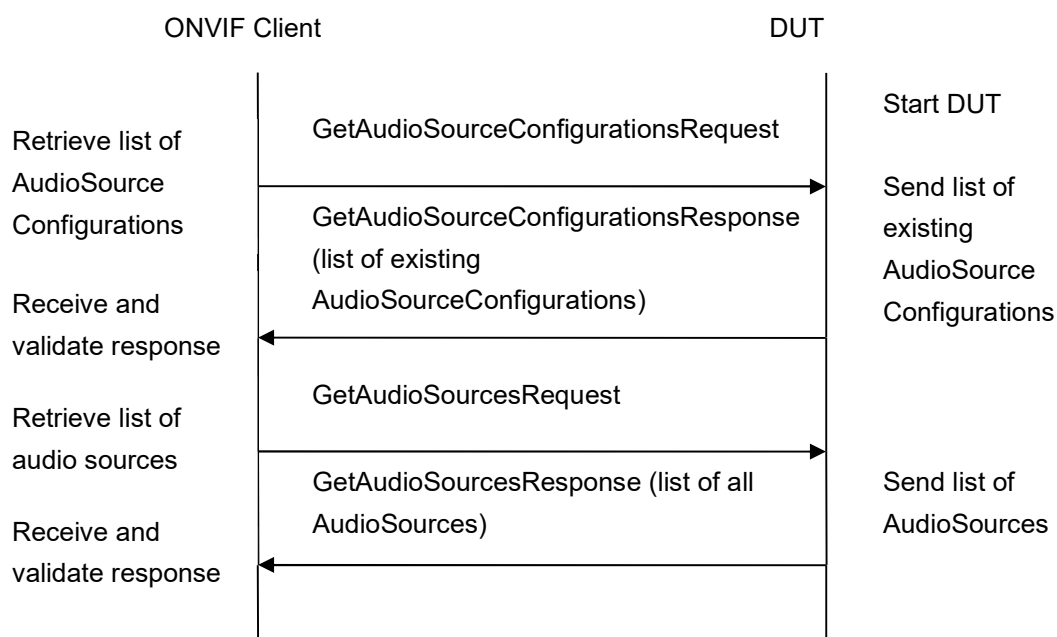 ONVIF Client
DUT
Start DUT
GetAudioSourceConfigurationsRequest
Retrieve list of
AudioSource
Configurations
Send list of
existing
AudioSource
Configurations
GetAudioSourceConfigurationsResponse
(list of existing
AudioSourceConfigurations)
Receive and
validate response
GetAudioSourcesRequest
Retrieve list of
audio sources
GetAudioSourcesResponse (list of all
AudioSources)
Send list of
AudioSources
Receive and
validate response